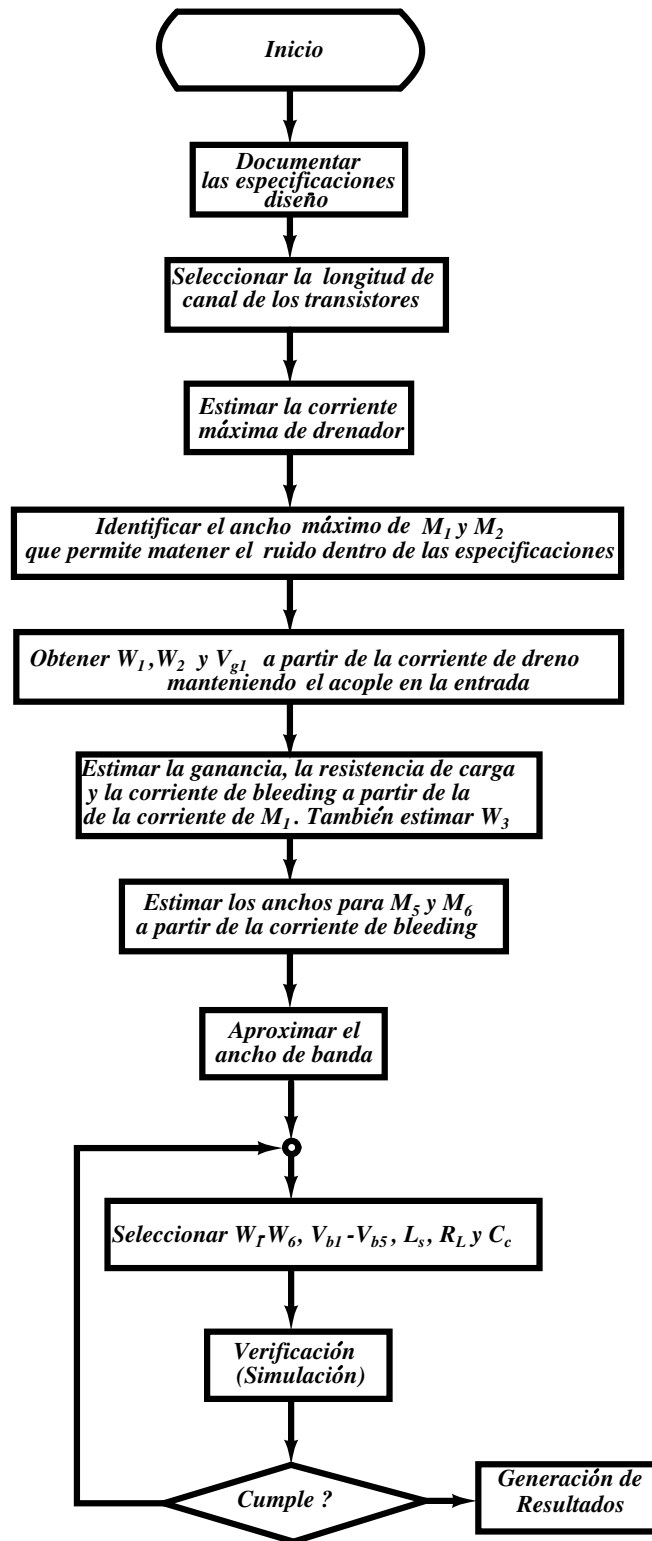 Inicio
Documentar
las especificaciones
diseño
Seleccionar la longitud de
canal de los transistores
Estimar la corriente
máxima de drenador
Identificar el ancho máximo de M1 y M2
que permite matener el ruido dentro de las especificaciones
Obtener W1,W2 y Vg1 a partir de la corriente de dreno
manteniendo el acople en la entrada
Estimar la ganancia, la resistencia de carga
y la corriente de bleeding a partir de la
de la corriente de M1. También estimar W3
Estimar los anchos para M5 y M6
a partir de la corriente de bleeding
Aproximar el
ancho de banda
Seleccionar W1-W6, Vb1-Vb5, Ls, RL y Cc
Verificación
(Simulación)
Cumple ?
Generación de
Resultados